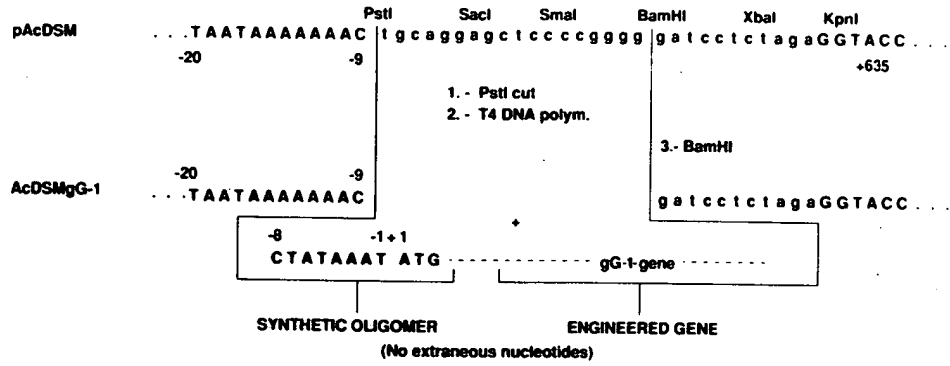 PstI SacI SmaI BamHI XbaI KpnI
pAcDSM . . . TAATAAAAAAAC tgcaggagctccccgggg gatcctctagaGGTACC . . .
-20 -9 +635
1. - PstI cut
2. - T4 DNA polym.
3.- BamHI
-20 -9
AcDSMgG-1 . . . TAATAAAAAAAC gatcctctagaGGTACC . . .
+
-8 -1 + 1
CTATAAAT ATG - - - - - - - - - - - - - - gG-1-gene - - - - - - - -
SYNTHETIC OLIGOMER ENGINEERED GENE
(No extraneous nucleotides)